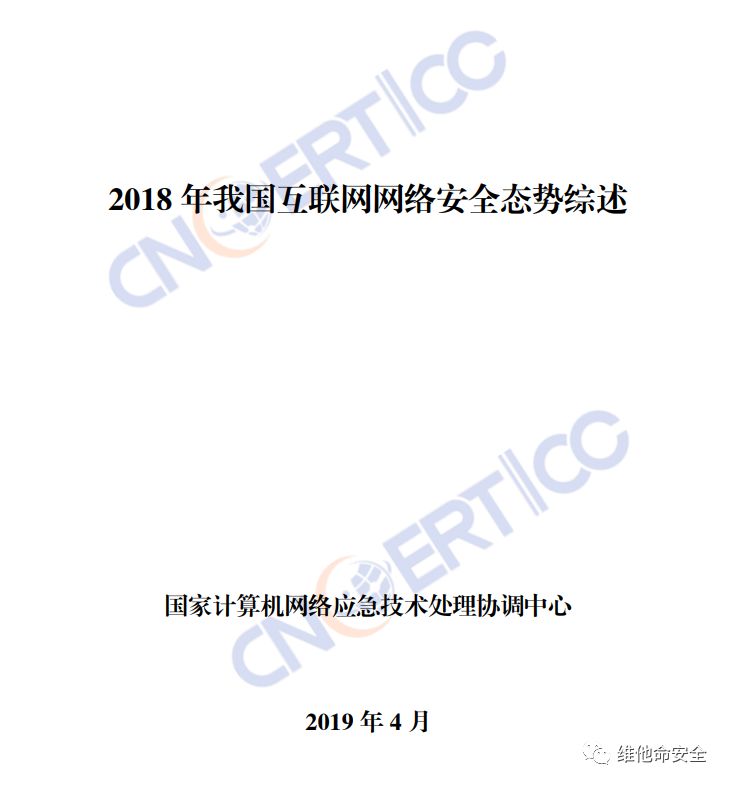 CNCERT/CC
2018 年我国互联网网络安全态势综述
CNCERT/CC
国家计算机网络应急技术处理协调中心
2019 年 4 月
维他命安全